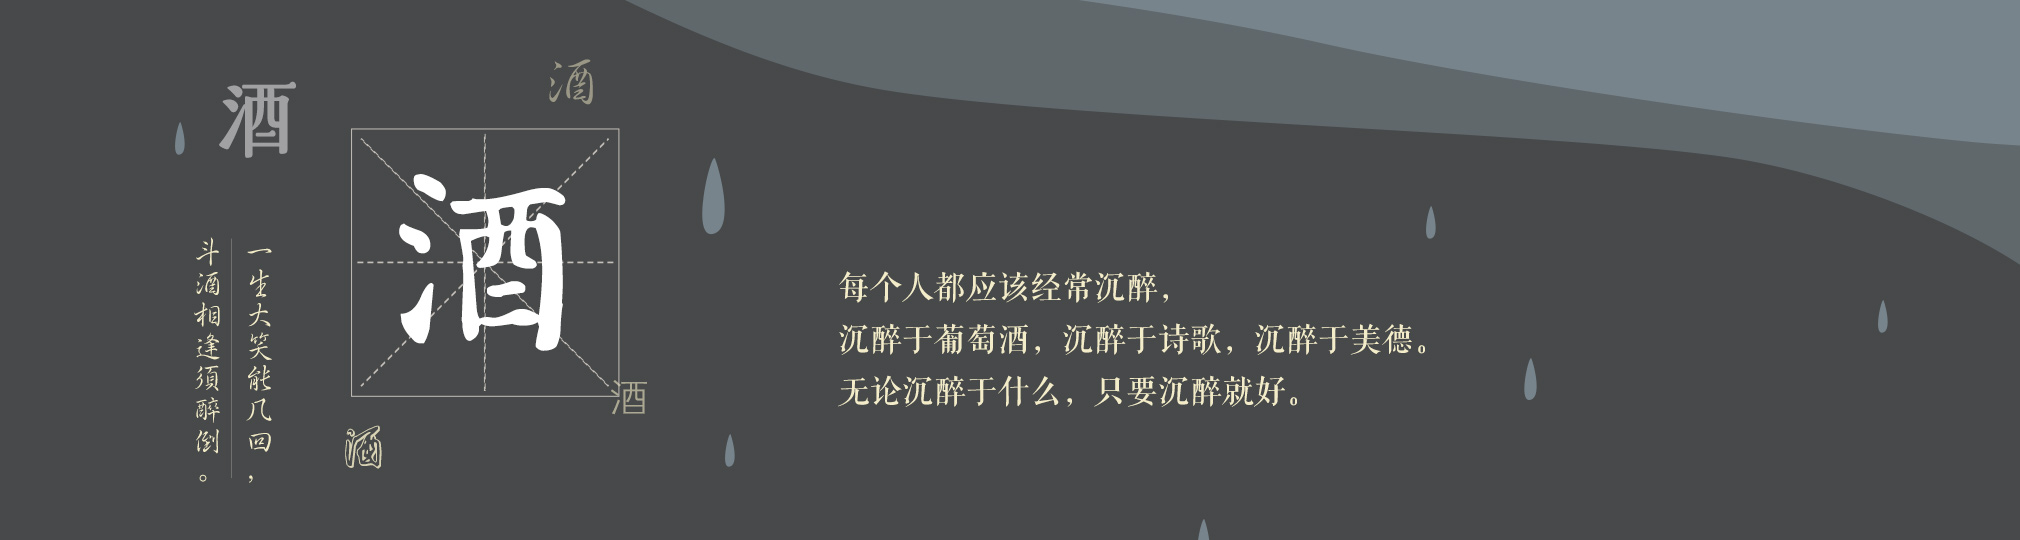 酒
酒
酒
酒
酒
一生大笑能几回，
斗酒相逢須醉倒。
每个人都应该经常沉醉，
沉醉于葡萄酒，沉醉于诗歌，沉醉于美德。
无论沉醉于什么，只要沉醉就好。